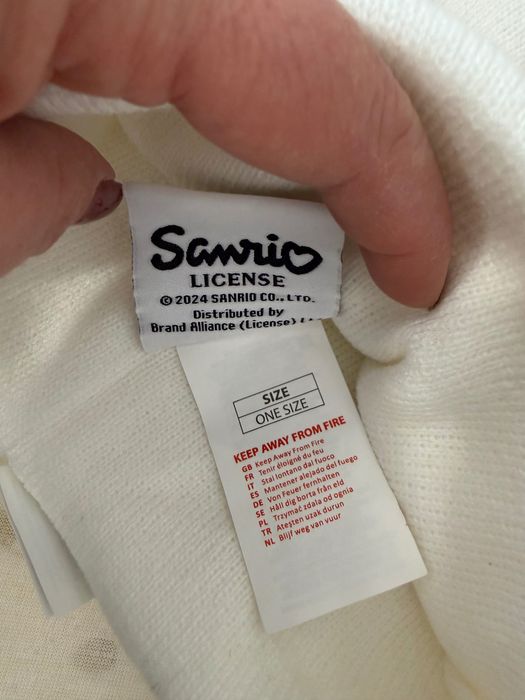 Sanrio
LICENSE
© 2024 SANRIO CO., LTD.
Distributed by
Brand Alliance (License)
SIZE
ONE SIZE
KEEP AWAY FROM FIRE
GB Keep Away From Fire
FR Tenir éloigné du feu
IT Stai lontano dal fuoco
ES Mantener alejado del fuego
DE Von Feuer fernhalten
SE Håll dig borta från eld
PL Trzymać zdala od ognia
TR Ateşten uzak durun
NL Blijf weg van vuur